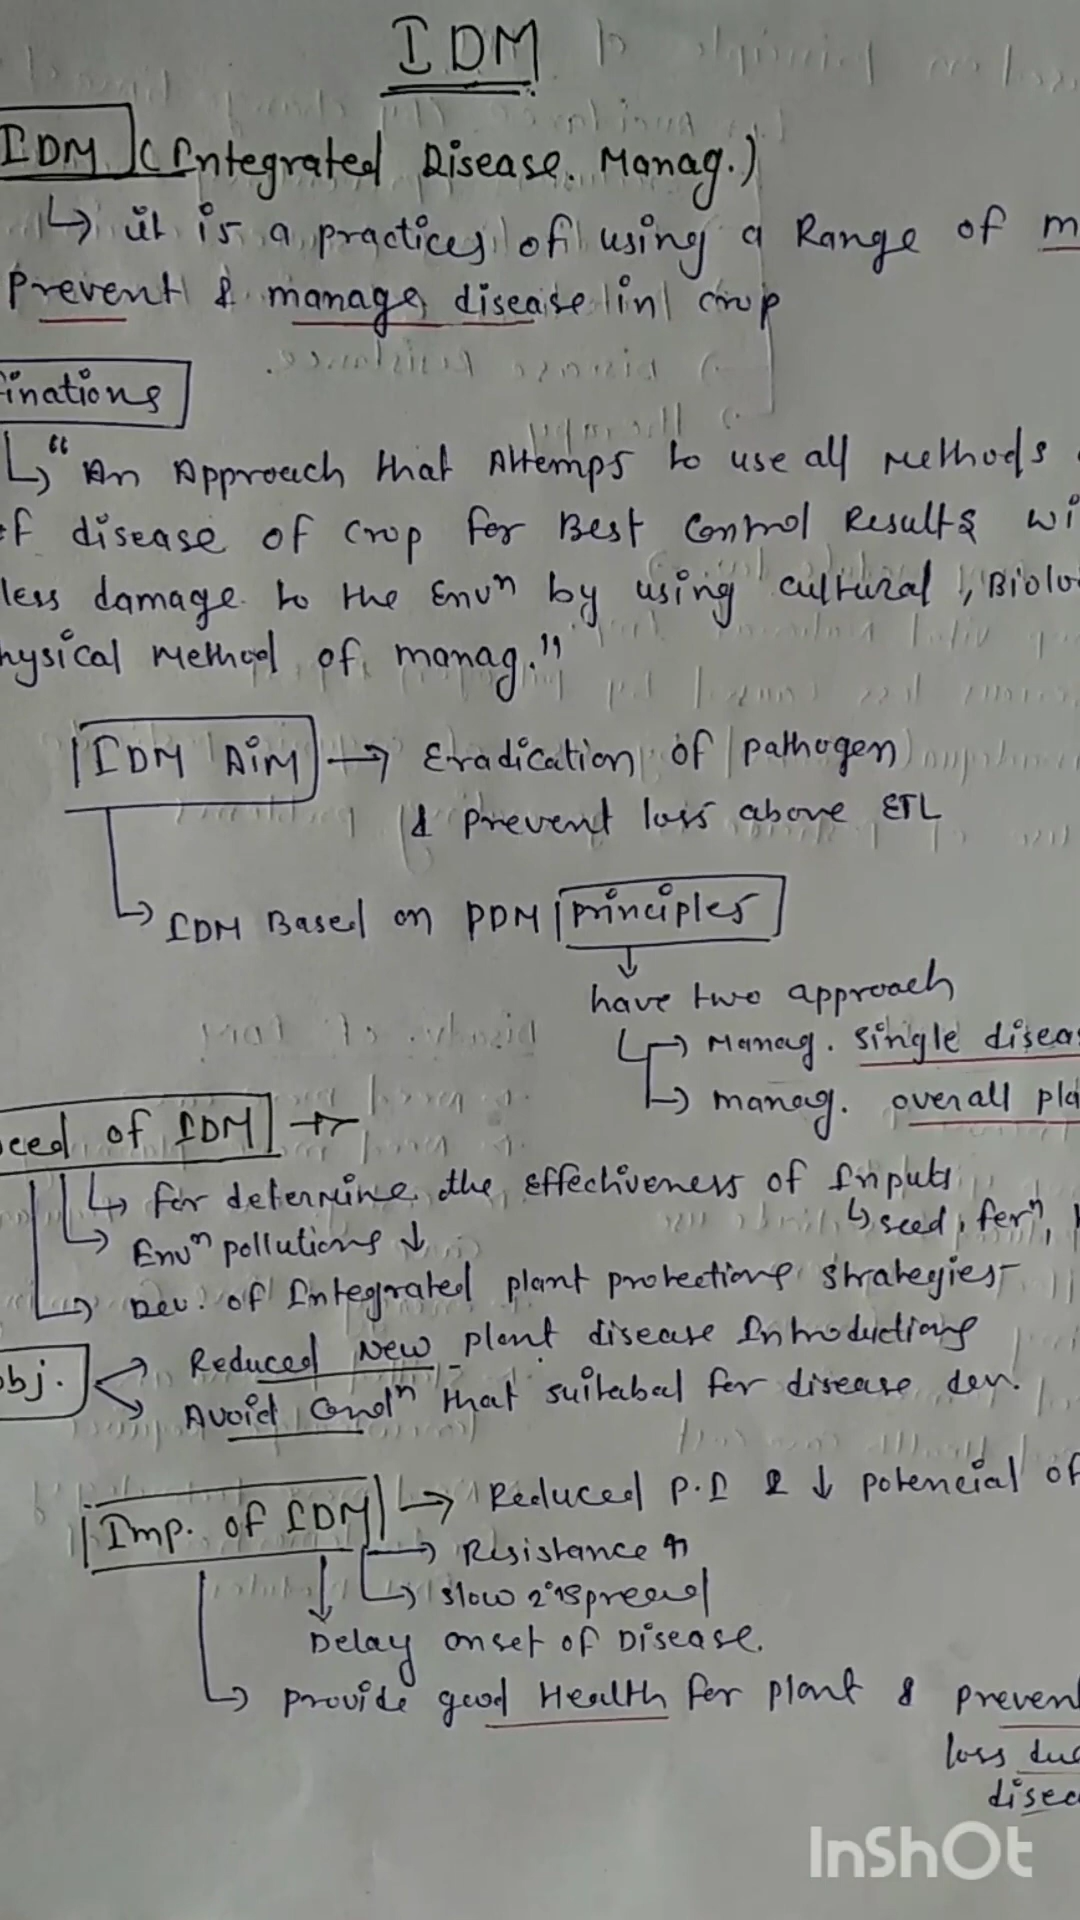 IDM
IDM (Integrated Disease. Manag.)
↳ it is a practices of using a Range of m
Prevent & manage disease in crop
finations
↳ "An Approach that Attemps to use all Methods
of disease of crop for Best Control Results wi
less damage to the Envⁿ by using cultural, Biolo
hysical Method of manag."
IDM Aim → Eradication of pathogen
& prevent loss above ETL
↳ IDM Based on PDM principles
↓
have two approach
↳ Manag. single diseas
↳ manag. overall pla
eed of IDM →
↳ for determine the effectiveness of Inputs
↳ seed, ferⁿ,
↳ Envⁿ pollutions ↓
↳ Dev. of Integrated plant protections strategies
obj. → Reduced New plant disease Introductions
→ Avoid Condⁿ that suitabal for disease dev.
Imp. of IDM → Reduced P.I & ↓ potencial of
→ Resistance ↑
↳ slow 2° spread
↓ Delay onset of Disease.
↳ provide good Health for plant & preven
loss due
disea
InShOt